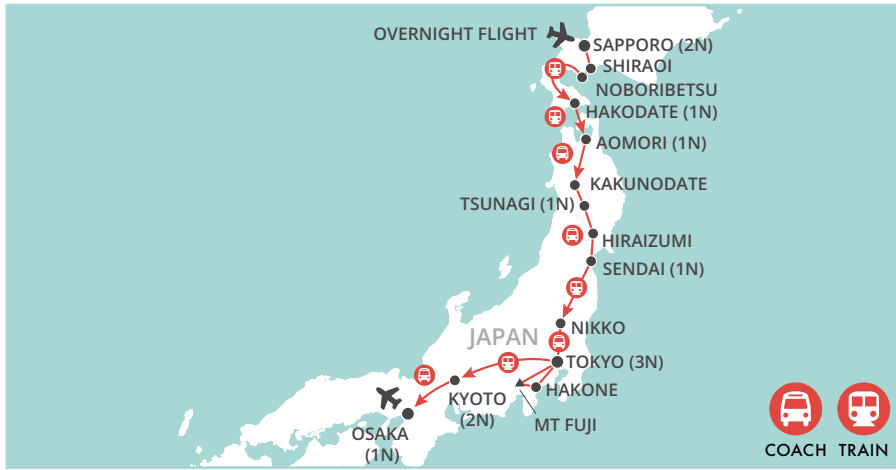 OVERNIGHT FLIGHT
SAPPORO (2N)
SHIRAOI
NOBORIBETSU
HAKODATE (1N)
AOMORI (1N)
KAKUNODATE
TSUNAGI (1N)
HIRAIZUMI
SENDAI (1N)
NIKKO
JAPAN
TOKYO (3N)
HAKONE
MT FUJI
KYOTO
(2N)
OSAKA
(1N)
COACH TRAIN